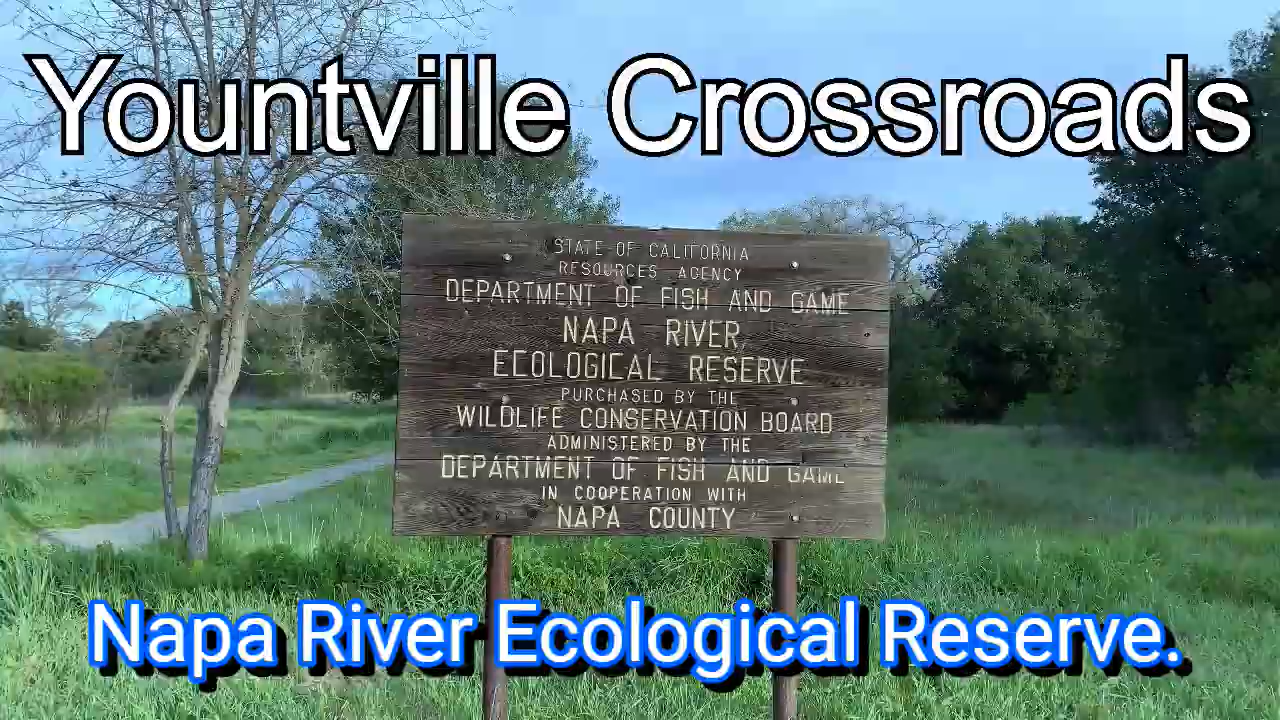 Yountville Crossroads
STATE OF CALIFORNIA
RESOURCES AGENCY
DEPARTMENT OF FISH AND GAME
NAPA RIVER
ECOLOGICAL RESERVE
PURCHASED BY THE
WILDLIFE CONSERVATION BOARD
ADMINISTERED BY THE
DEPARTMENT OF FISH AND GAME
IN COOPERATION WITH
NAPA COUNTY
Napa River Ecological Reserve.